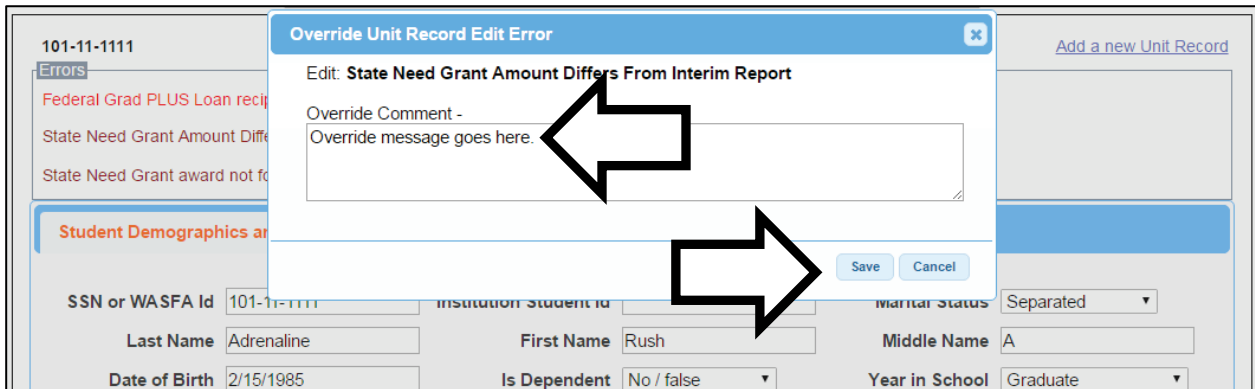 101-11-1111
Override Unit Record Edit Error
Add a new Unit Record
Errors
Edit: State Need Grant Amount Differs From Interim Report
Federal Grad PLUS Loan
Override Comment -
State Need Grant Amount
Override message goes here.
State Need Grant award not
Save Cancel
Student Demographics
SSN or WASFA Id 101-11-1111 Institution Student Id Marital Status Separated
Last Name Adrenaline First Name Rush Middle Name A
Date of Birth 2/15/1985 Is Dependent No / false Year in School Graduate